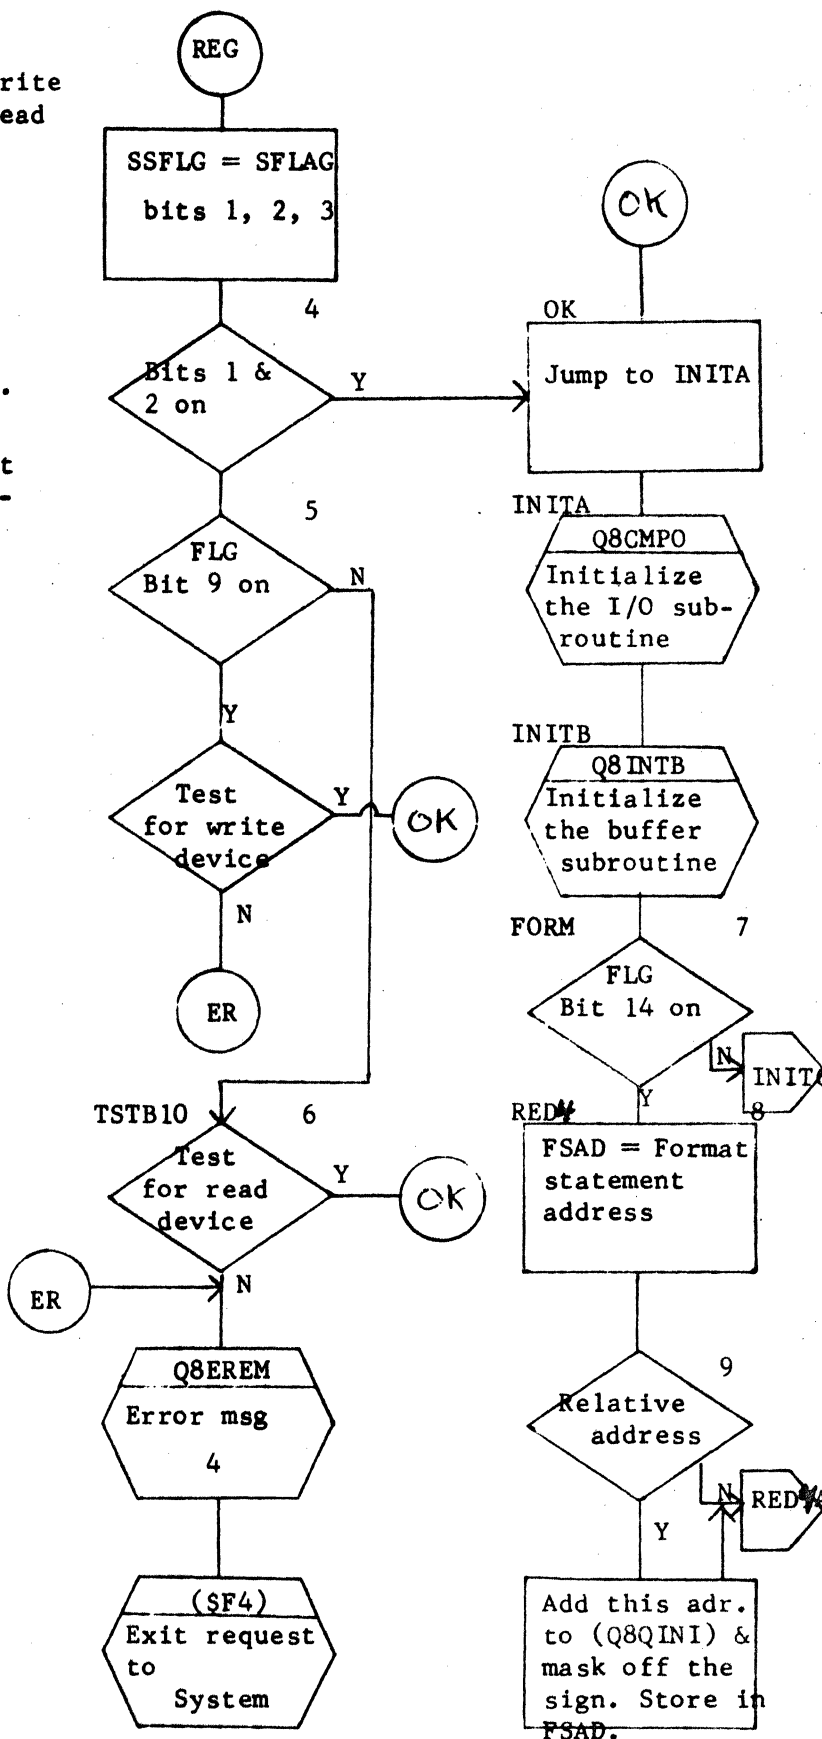 REG
rite
ead
SSFLG = SFLAG
bits 1, 2, 3
4
Bits 1 &
2 on
Y
.
t
-
5
FLG
Bit 9 on
N
Y
Test
for write
device
Y
OK
N
ER
TSTB10
6
Test
for read
device
Y
OK
ER
N
Q8EREM
Error msg
4
($F4)
Exit request
to
System
OK
OK
Jump to INITA
INITA
Q8CMPO
Initialize
the I/O sub-
routine
INITB
Q8INTB
Initialize
the buffer
subroutine
FORM
7
FLG
Bit 14 on
N
Y
RED4
8
FSAD = Format
statement
address
9
Relative
address
N
Y
Add this adr.
to (Q8QINI) &
mask off the
sign. Store in
FSAD.